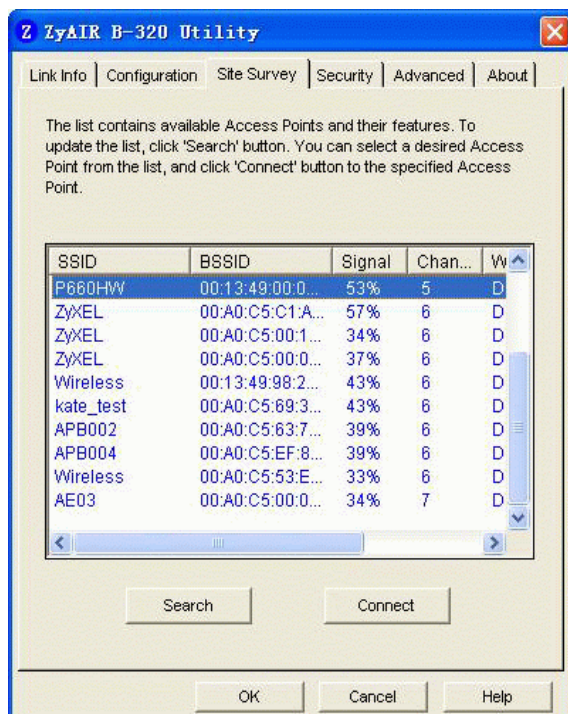 ZyAIR B-320 Utility
Link Info Configuration Site Survey Security Advanced About
The list contains available Access Points and their features. To
update the list, click 'Search' button. You can select a desired Access
Point from the list, and click 'Connect' button to the specified Access
Point.
SSID BSSID Signal Chan... W
P660HW 00:13:49:00:0... 53% 5 D
ZyXEL 00:A0:C5:C1:A... 57% 6 D
ZyXEL 00:A0:C5:00:1... 34% 6 D
ZyXEL 00:A0:C5:00:0... 37% 6 D
Wireless 00:13:49:98:2... 43% 6 D
kate_test 00:A0:C5:69:3... 43% 6 D
APB002 00:A0:C5:63:7... 39% 6 D
APB004 00:A0:C5:EF:8... 39% 6 D
Wireless 00:A0:C5:53:E... 33% 6 D
AE03 00:A0:C5:00:0... 34% 7 D
Search Connect
OK Cancel Help